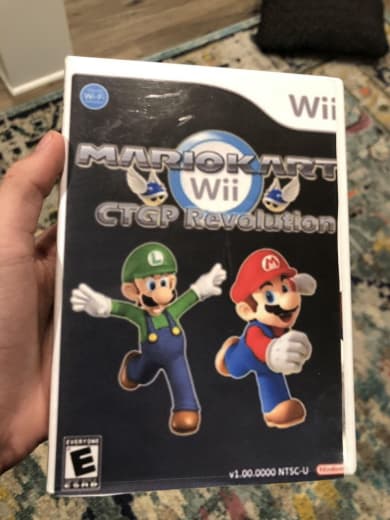 Wi-Fi
Wii
MARIOKART
Wii
CTGP Revolution
L
M
EVERYONE
E
ESRB
v1.00.0000 NTSC-U
Nintendo